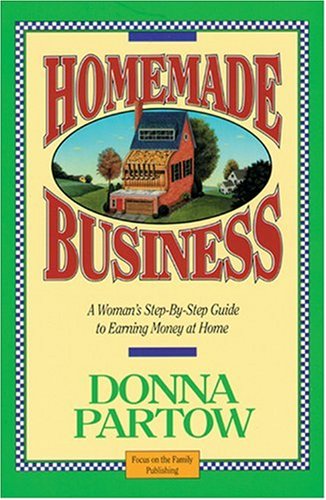 HOMEMADE
BUSINESS
A Woman's Step-By-Step Guide
to Earning Money at Home
DONNA
PARTOW
Focus on the Family
Publishing